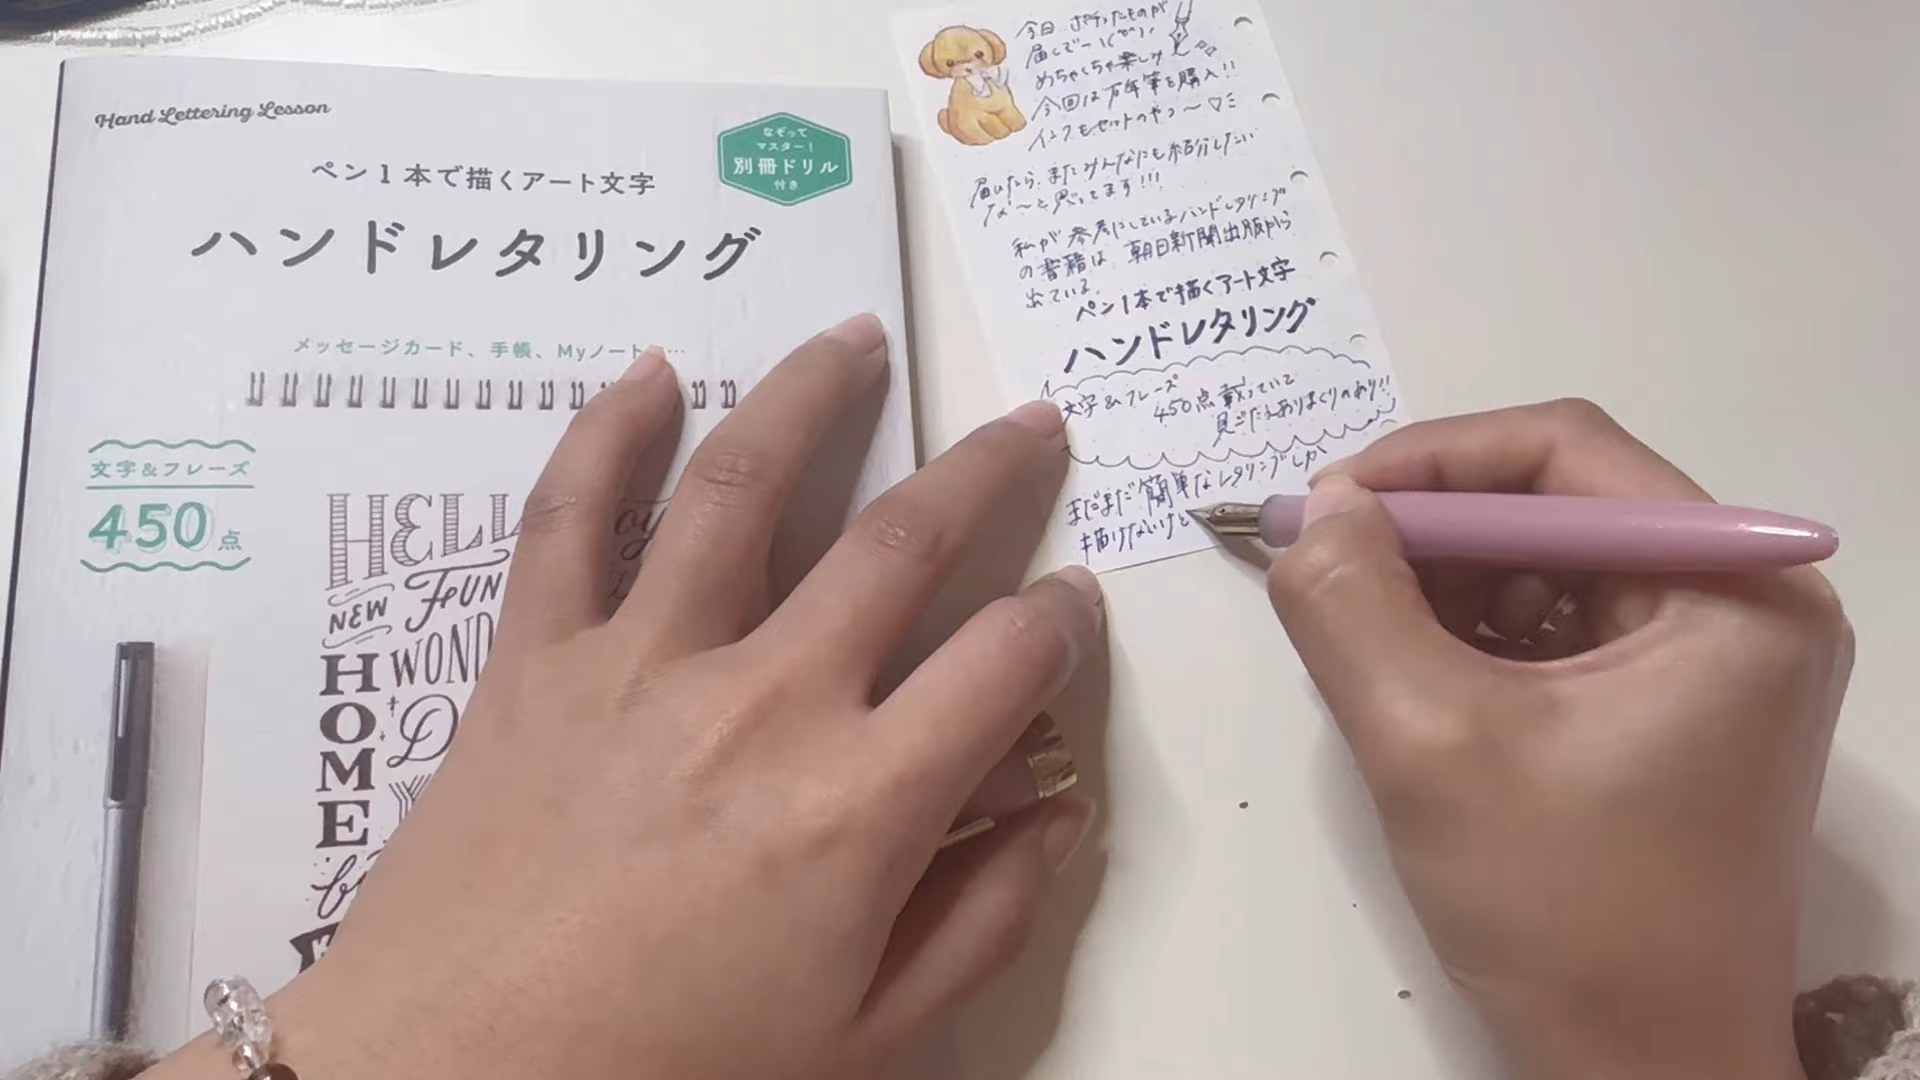 Hand Lettering Lesson
なぞって
マスター!
別冊ドリル
付き
ペン1本で描くアート文字
ハンドレタリング
メッセージカード、手帳、Myノート
文字&フレーズ
450点
HELL
NEW FUN
HOME
WOND
今日、ポチったものが
届くでー\(^o^)/
めちゃくちゃ楽しみ
今回は万年筆を購入!!
インクもセットのやつ〜♡
届いたら、またみんなにも紹介したい
な〜と思ってます!!!
私が参考にしているハンドレタリング
の書籍は、朝日新聞出版から
出ている、
ペン1本で描くアート文字
ハンドレタリング
文字&フレーズ
450点載っていて
見ごたえありまくりのあり!!
まだまだ簡単なレタリングしか
描けないけど